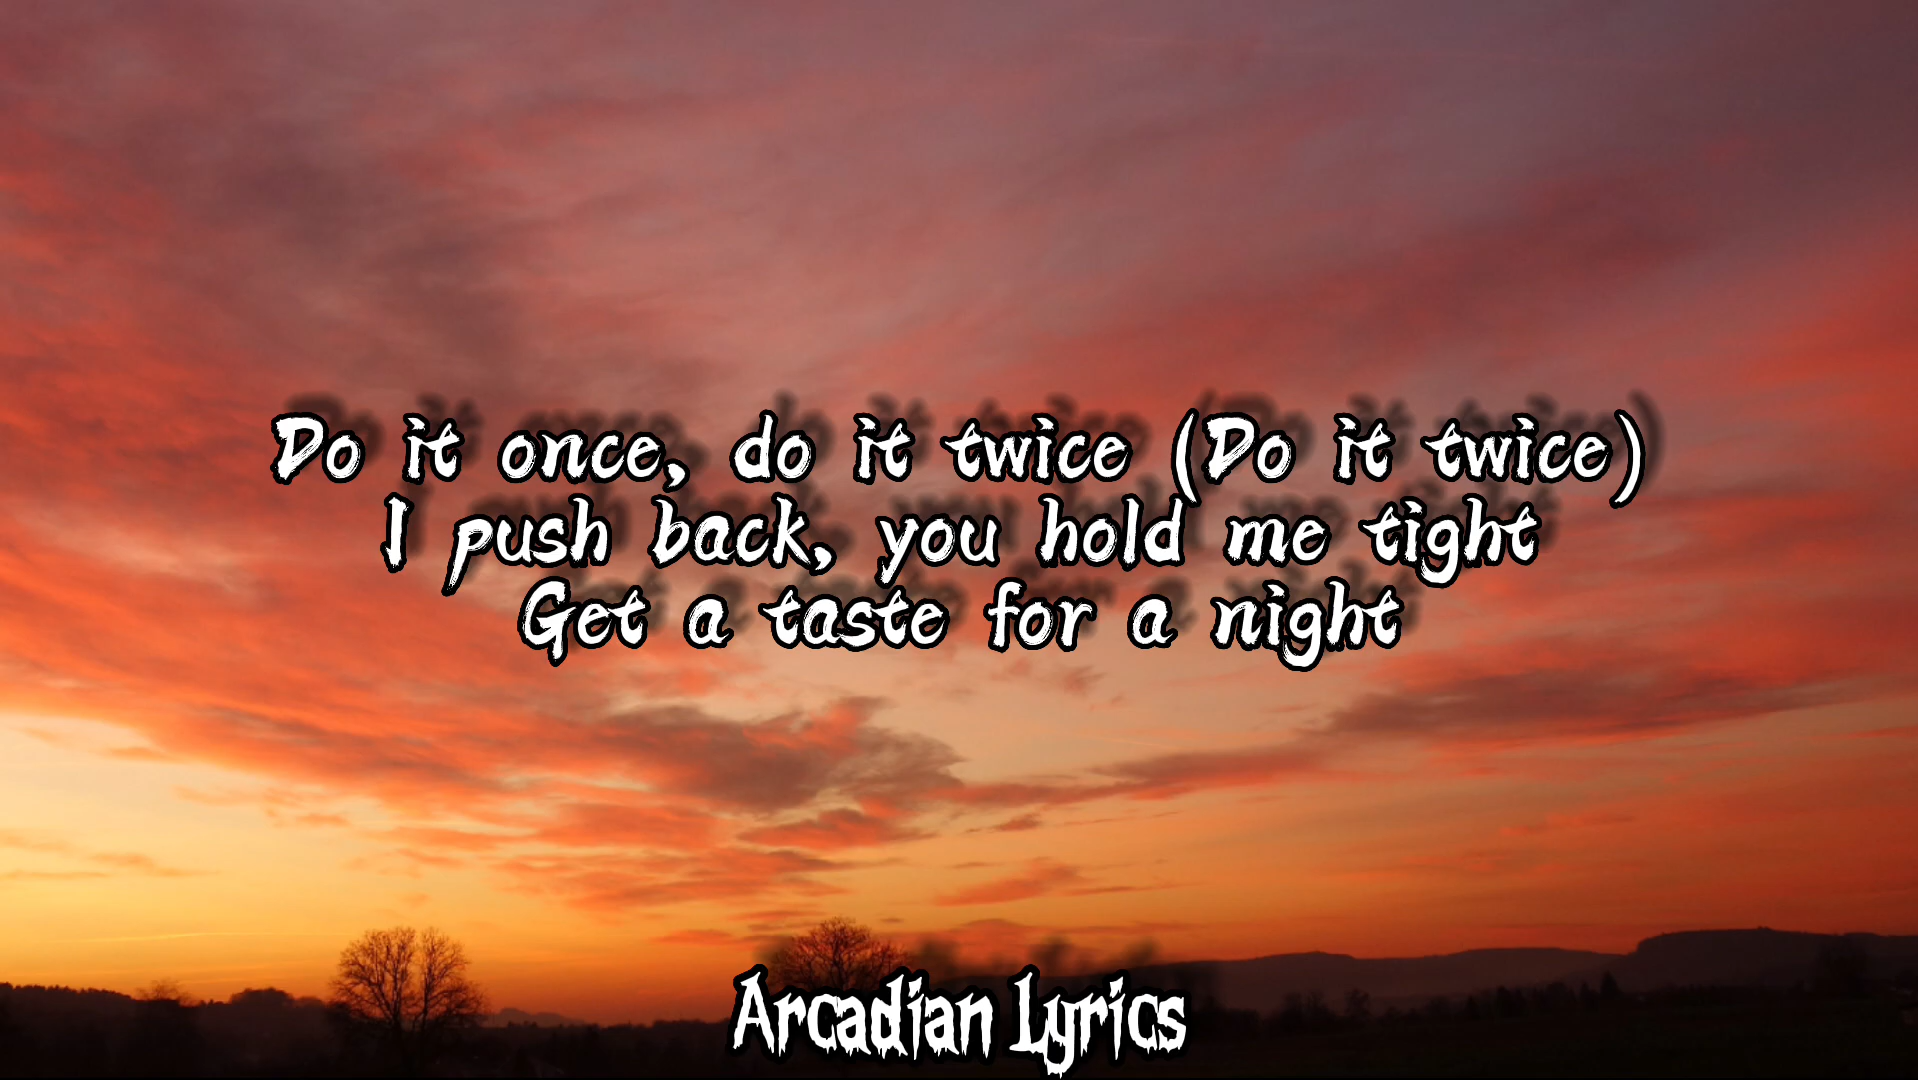 Do it once, do it twice (Do it twice)
I push back, you hold me tight
Get a taste for a night
Arcadian Lyrics